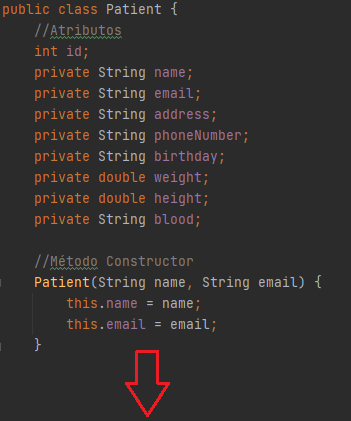 public class Patient {
//Atributos
int id;
private String name;
private String email;
private String address;
private String phoneNumber;
private String birthday;
private double weight;
private double height;
private String blood;
//Método Constructor
Patient(String name, String email) {
this.name = name;
this.email = email;
}